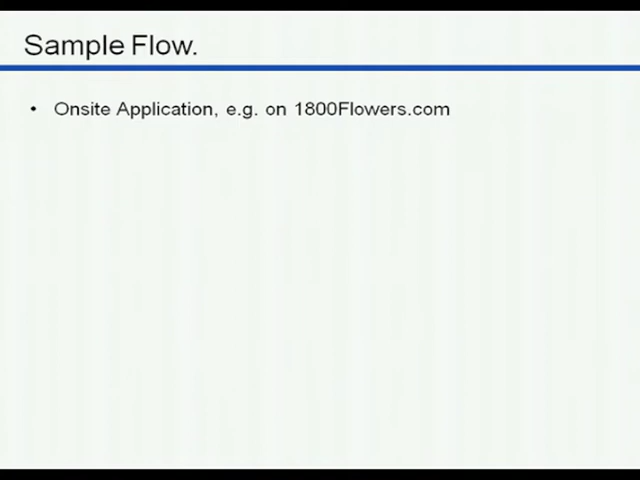 Sample Flow.
• Onsite Application, e.g. on 1800Flowers.com